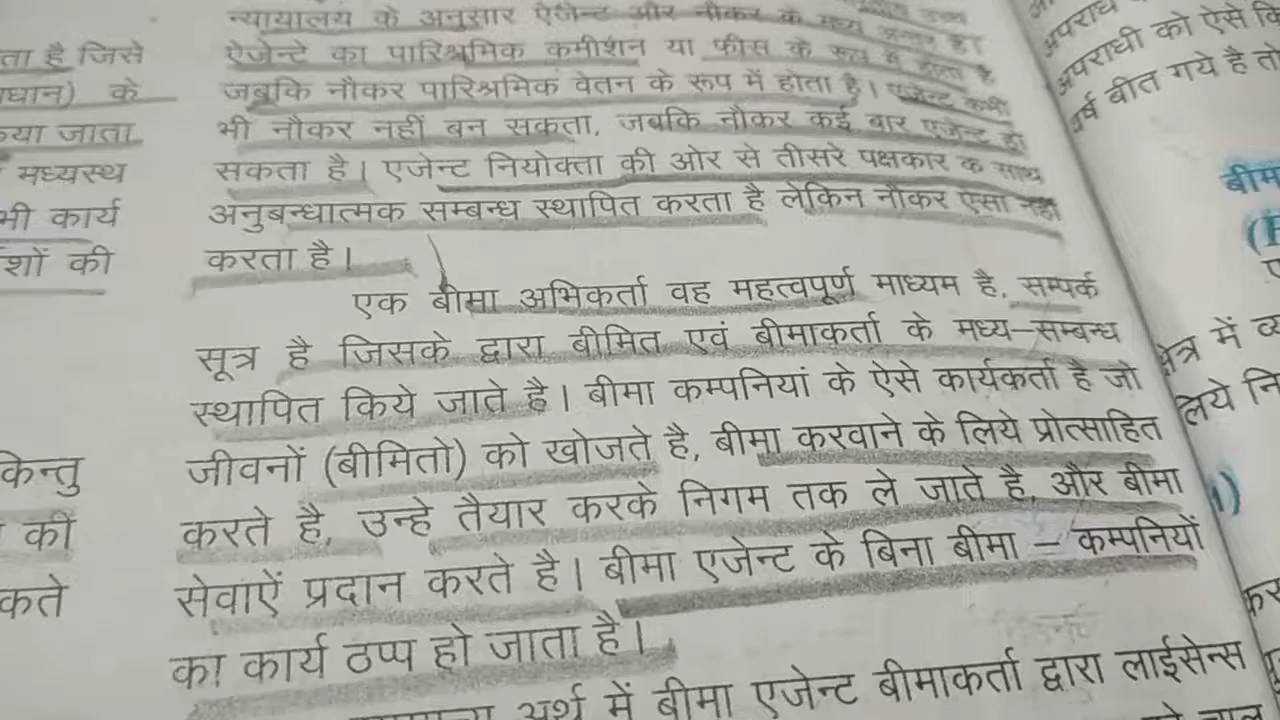 न्यायालय के अनुसार ऐजेन्ट और नौकर के मध्य अन्तर है।
ऐजेन्टे का पारिश्रमिक कमीशन या फीस के रूप में होता है
जबकि नौकर पारिश्रमिक वेतन के रूप में होता है। एजेन्ट कभी
भी नौकर नहीं बन सकता, जबकि नौकर कई बार एजेन्ट हो
सकता है। एजेन्ट नियोक्ता की ओर से तीसरे पक्षकार के साथ
अनुबन्धात्मक सम्बन्ध स्थापित करता है लेकिन नौकर ऐसा नहीं
करता है।
एक बीमा अभिकर्ता वह महत्वपूर्ण माध्यम है, सम्पर्क
सूत्र है जिसके द्वारा बीमित एवं बीमाकर्ता के मध्य–सम्बन्ध
स्थापित किये जाते है। बीमा कम्पनियां के ऐसे कार्यकर्ता है जो
जीवनों (बीमितो) को खोजते है, बीमा करवाने के लिये प्रोत्साहित
करते है, उन्हे तैयार करके निगम तक ले जाते है, और बीमा
सेवाऐं प्रदान करते है। बीमा एजेन्ट के बिना बीमा – कम्पनियों
का कार्य ठप्प हो जाता है।
अर्थ में बीमा एजेन्ट बीमाकर्ता द्वारा लाईसेन्स
ता है जिसे
के
जाता
मध्यस्थ
भी कार्य
की
किन्तु
की
कते
अपराध
अपराधी को ऐसे
वर्ष बीत गये है तो
बीम
में
लिये नि
1)